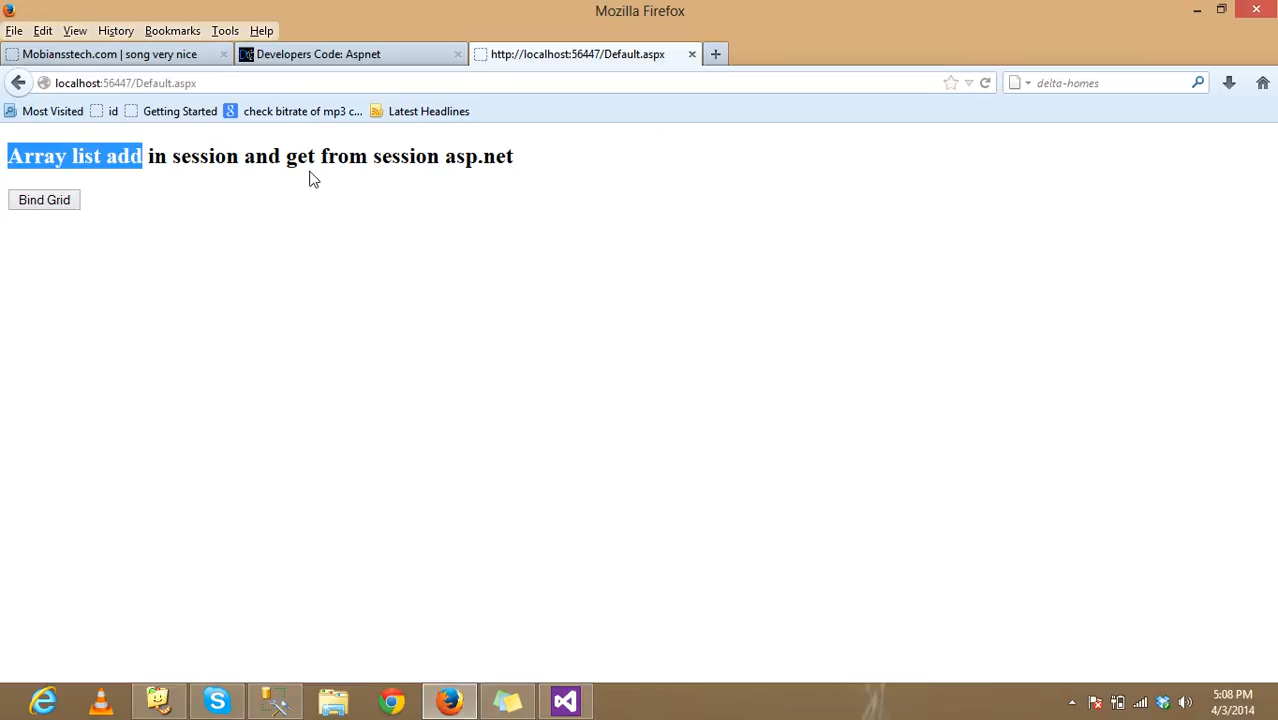 Mozilla Firefox
File Edit View History Bookmarks Tools Help
Mobiansstech.com | song very nice × Developers Code: Aspnet × http://localhost:56447/Default.aspx × +
localhost:56447/Default.aspx delta-homes
Most Visited id Getting Started 8 check bitrate of mp3 c... Latest Headlines
Array list add in session and get from session asp.net
Bind Grid
5:08 PM
4/3/2014